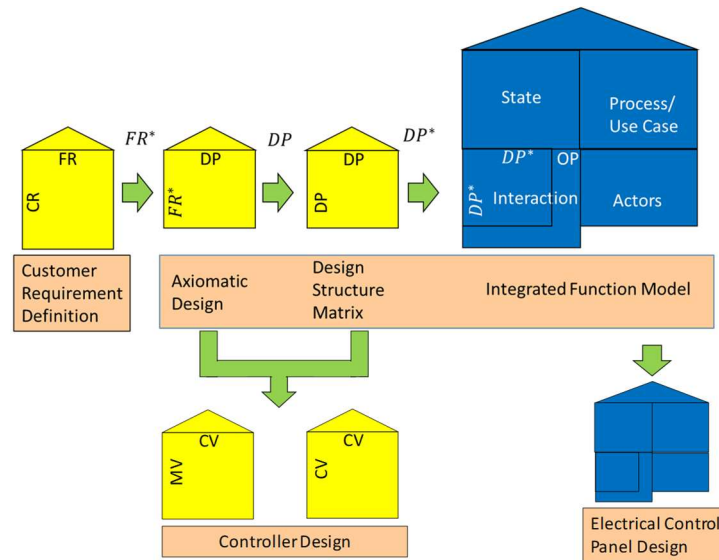 State
Process/
Use Case
FR*
DP
DP*
FR
CR
DP
FR*
DP
DP
DP*
OP
DP*
Interaction
Actors
Customer
Requirement
Definition
Axiomatic
Design
Design
Structure
Matrix
Integrated Function Model
CV
MV
CV
CV
Controller Design
Electrical Control
Panel Design